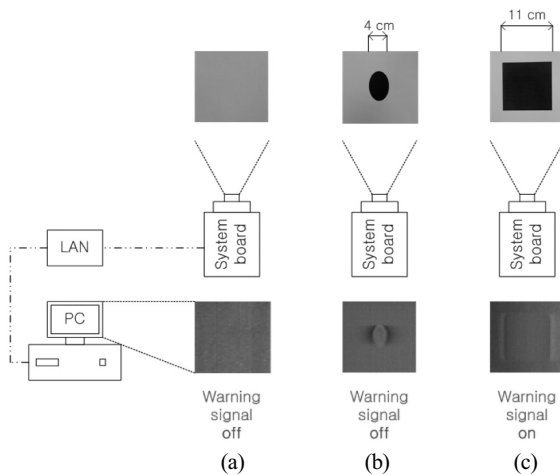 4 cm
11 cm
System
board
System
board
System
board
LAN
PC
Warning
signal
off
Warning
signal
off
Warning
signal
on
(a)
(b)
(c)